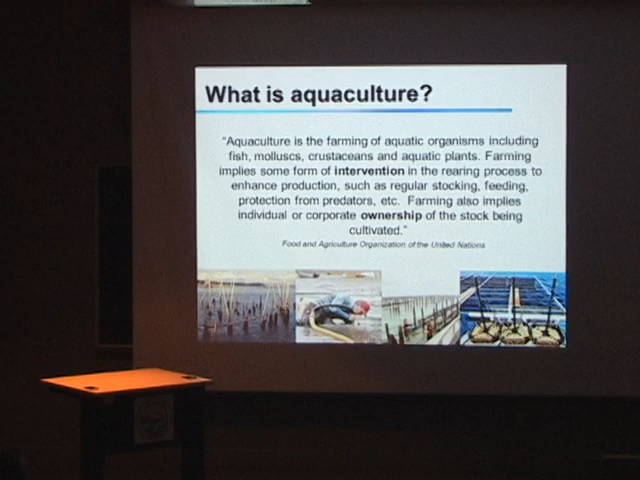 What is aquaculture?
"Aquaculture is the farming of aquatic organisms including
fish, molluscs, crustaceans and aquatic plants. Farming
implies some form of intervention in the rearing process to
enhance production, such as regular stocking, feeding,
protection from predators, etc. Farming also implies
individual or corporate ownership of the stock being
cultivated."
Food and Agriculture Organization of the United Nations